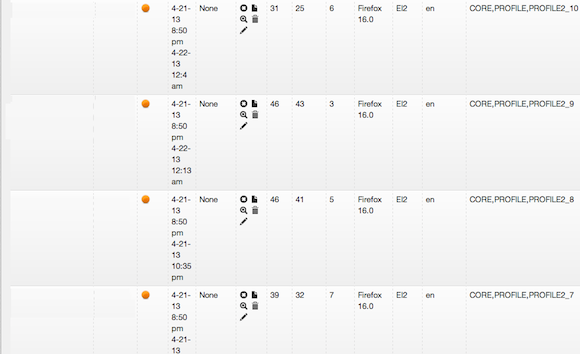 4-21- None 31 25 6 Firefox EI2 en CORE,PROFILE,PROFILE2_10
13 16.0
8:50
pm
4-22-
13
12:4
am
4-21- None 46 43 3 Firefox EI2 en CORE,PROFILE,PROFILE2_9
13 16.0
8:50
pm
4-22-
13
12:13
am
4-21- None 46 41 5 Firefox EI2 en CORE,PROFILE,PROFILE2_8
13 16.0
8:50
pm
4-21-
13
10:35
pm
4-21- None 39 32 7 Firefox EI2 en CORE,PROFILE,PROFILE2_7
13 16.0
8:50
pm
4-21-
13